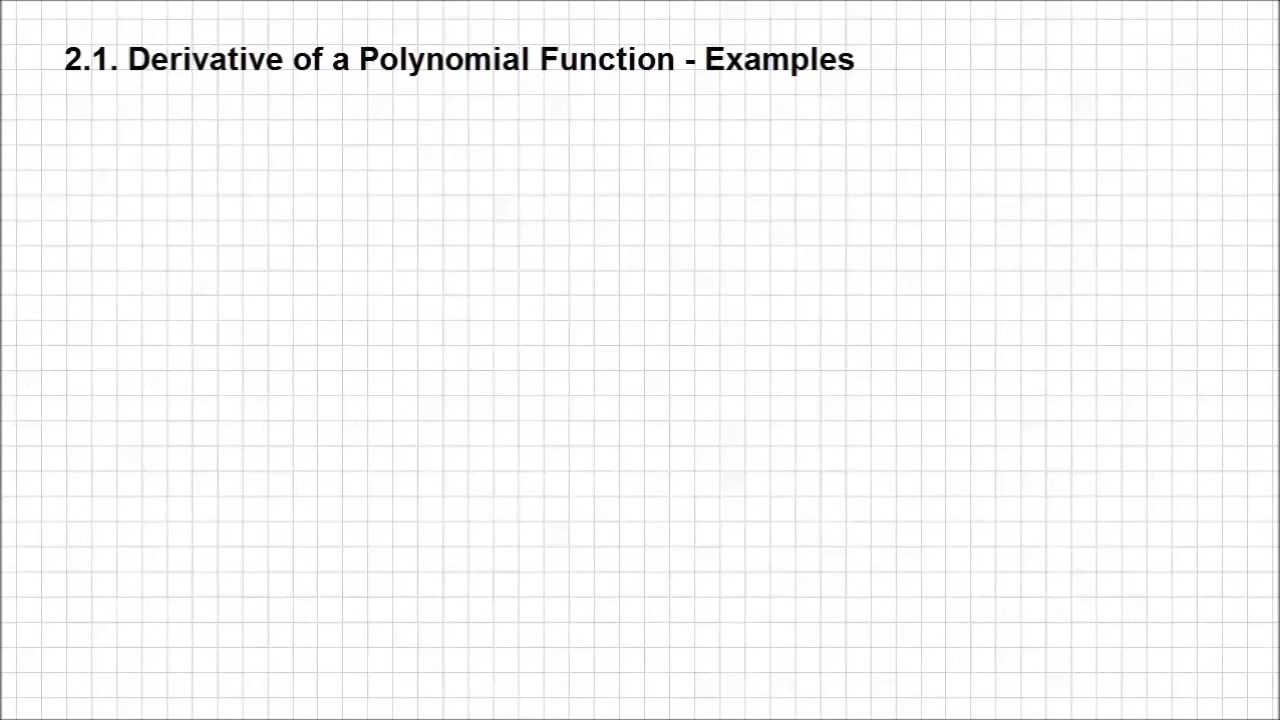 2.1. Derivative of a Polynomial Function - Examples